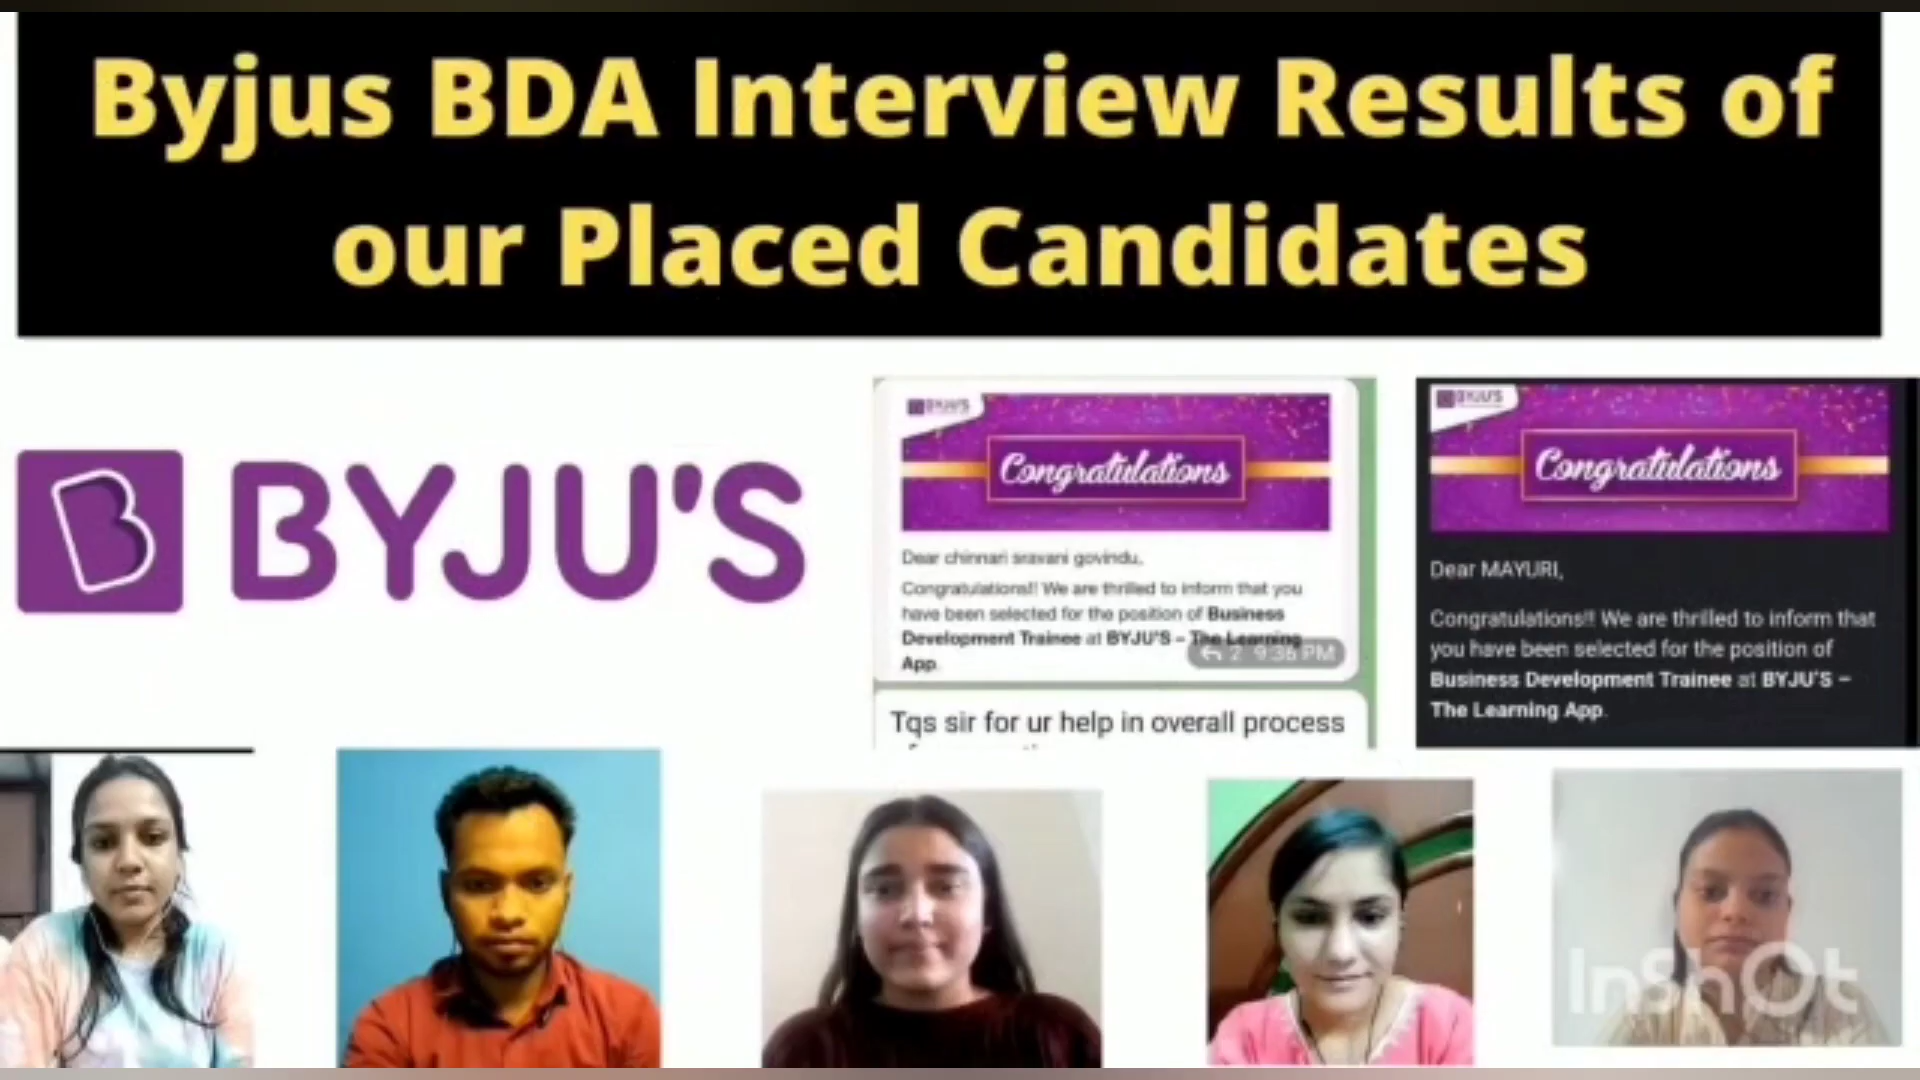 Byjus BDA Interview Results of
our Placed Candidates
BYJU'S
BYJU'S
Congratulations
Dear chinnari sravani govindu,
Congratulations!! We are thrilled to inform that you
have been selected for the position of Business
Development Trainee at BYJU'S – The Learning
App.
2 9:36 PM
Tqs sir for ur help in overall process
BYJU'S
Congratulations
Dear MAYURI,
Congratulations!! We are thrilled to inform that
you have been selected for the position of
Business Development Trainee at BYJU'S –
The Learning App.
InShOt